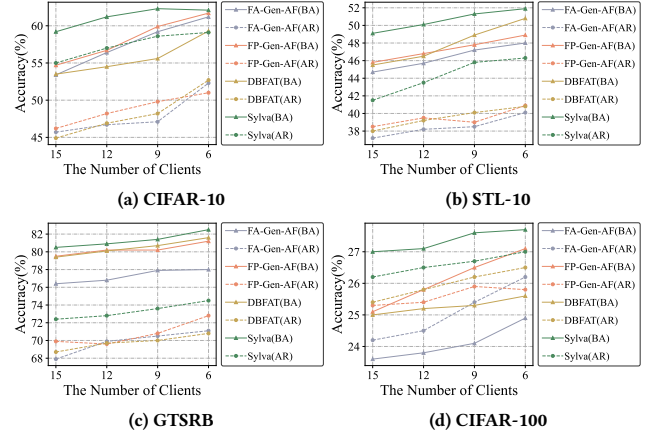 60
55
50
45
Accuracy(%)
15 12 9 6
The Number of Clients
FA-Gen-AF(BA)
FA-Gen-AF(AR)
FP-Gen-AF(BA)
FP-Gen-AF(AR)
DBFAT(BA)
DBFAT(AR)
Sylva(BA)
Sylva(AR)
(a) CIFAR-10
52
50
48
46
44
42
40
38
Accuracy(%)
15 12 9 6
The Number of Clients
FA-Gen-AF(BA)
FA-Gen-AF(AR)
FP-Gen-AF(BA)
FP-Gen-AF(AR)
DBFAT(BA)
DBFAT(AR)
Sylva(BA)
Sylva(AR)
(b) STL-10
82
80
78
76
74
72
70
68
Accuracy(%)
15 12 9 6
The Number of Clients
FA-Gen-AF(BA)
FA-Gen-AF(AR)
FP-Gen-AF(BA)
FP-Gen-AF(AR)
DBFAT(BA)
DBFAT(AR)
Sylva(BA)
Sylva(AR)
(c) GTSRB
27
26
25
24
Accuracy(%)
15 12 9 6
The Number of Clients
FA-Gen-AF(BA)
FA-Gen-AF(AR)
FP-Gen-AF(BA)
FP-Gen-AF(AR)
DBFAT(BA)
DBFAT(AR)
Sylva(BA)
Sylva(AR)
(d) CIFAR-100